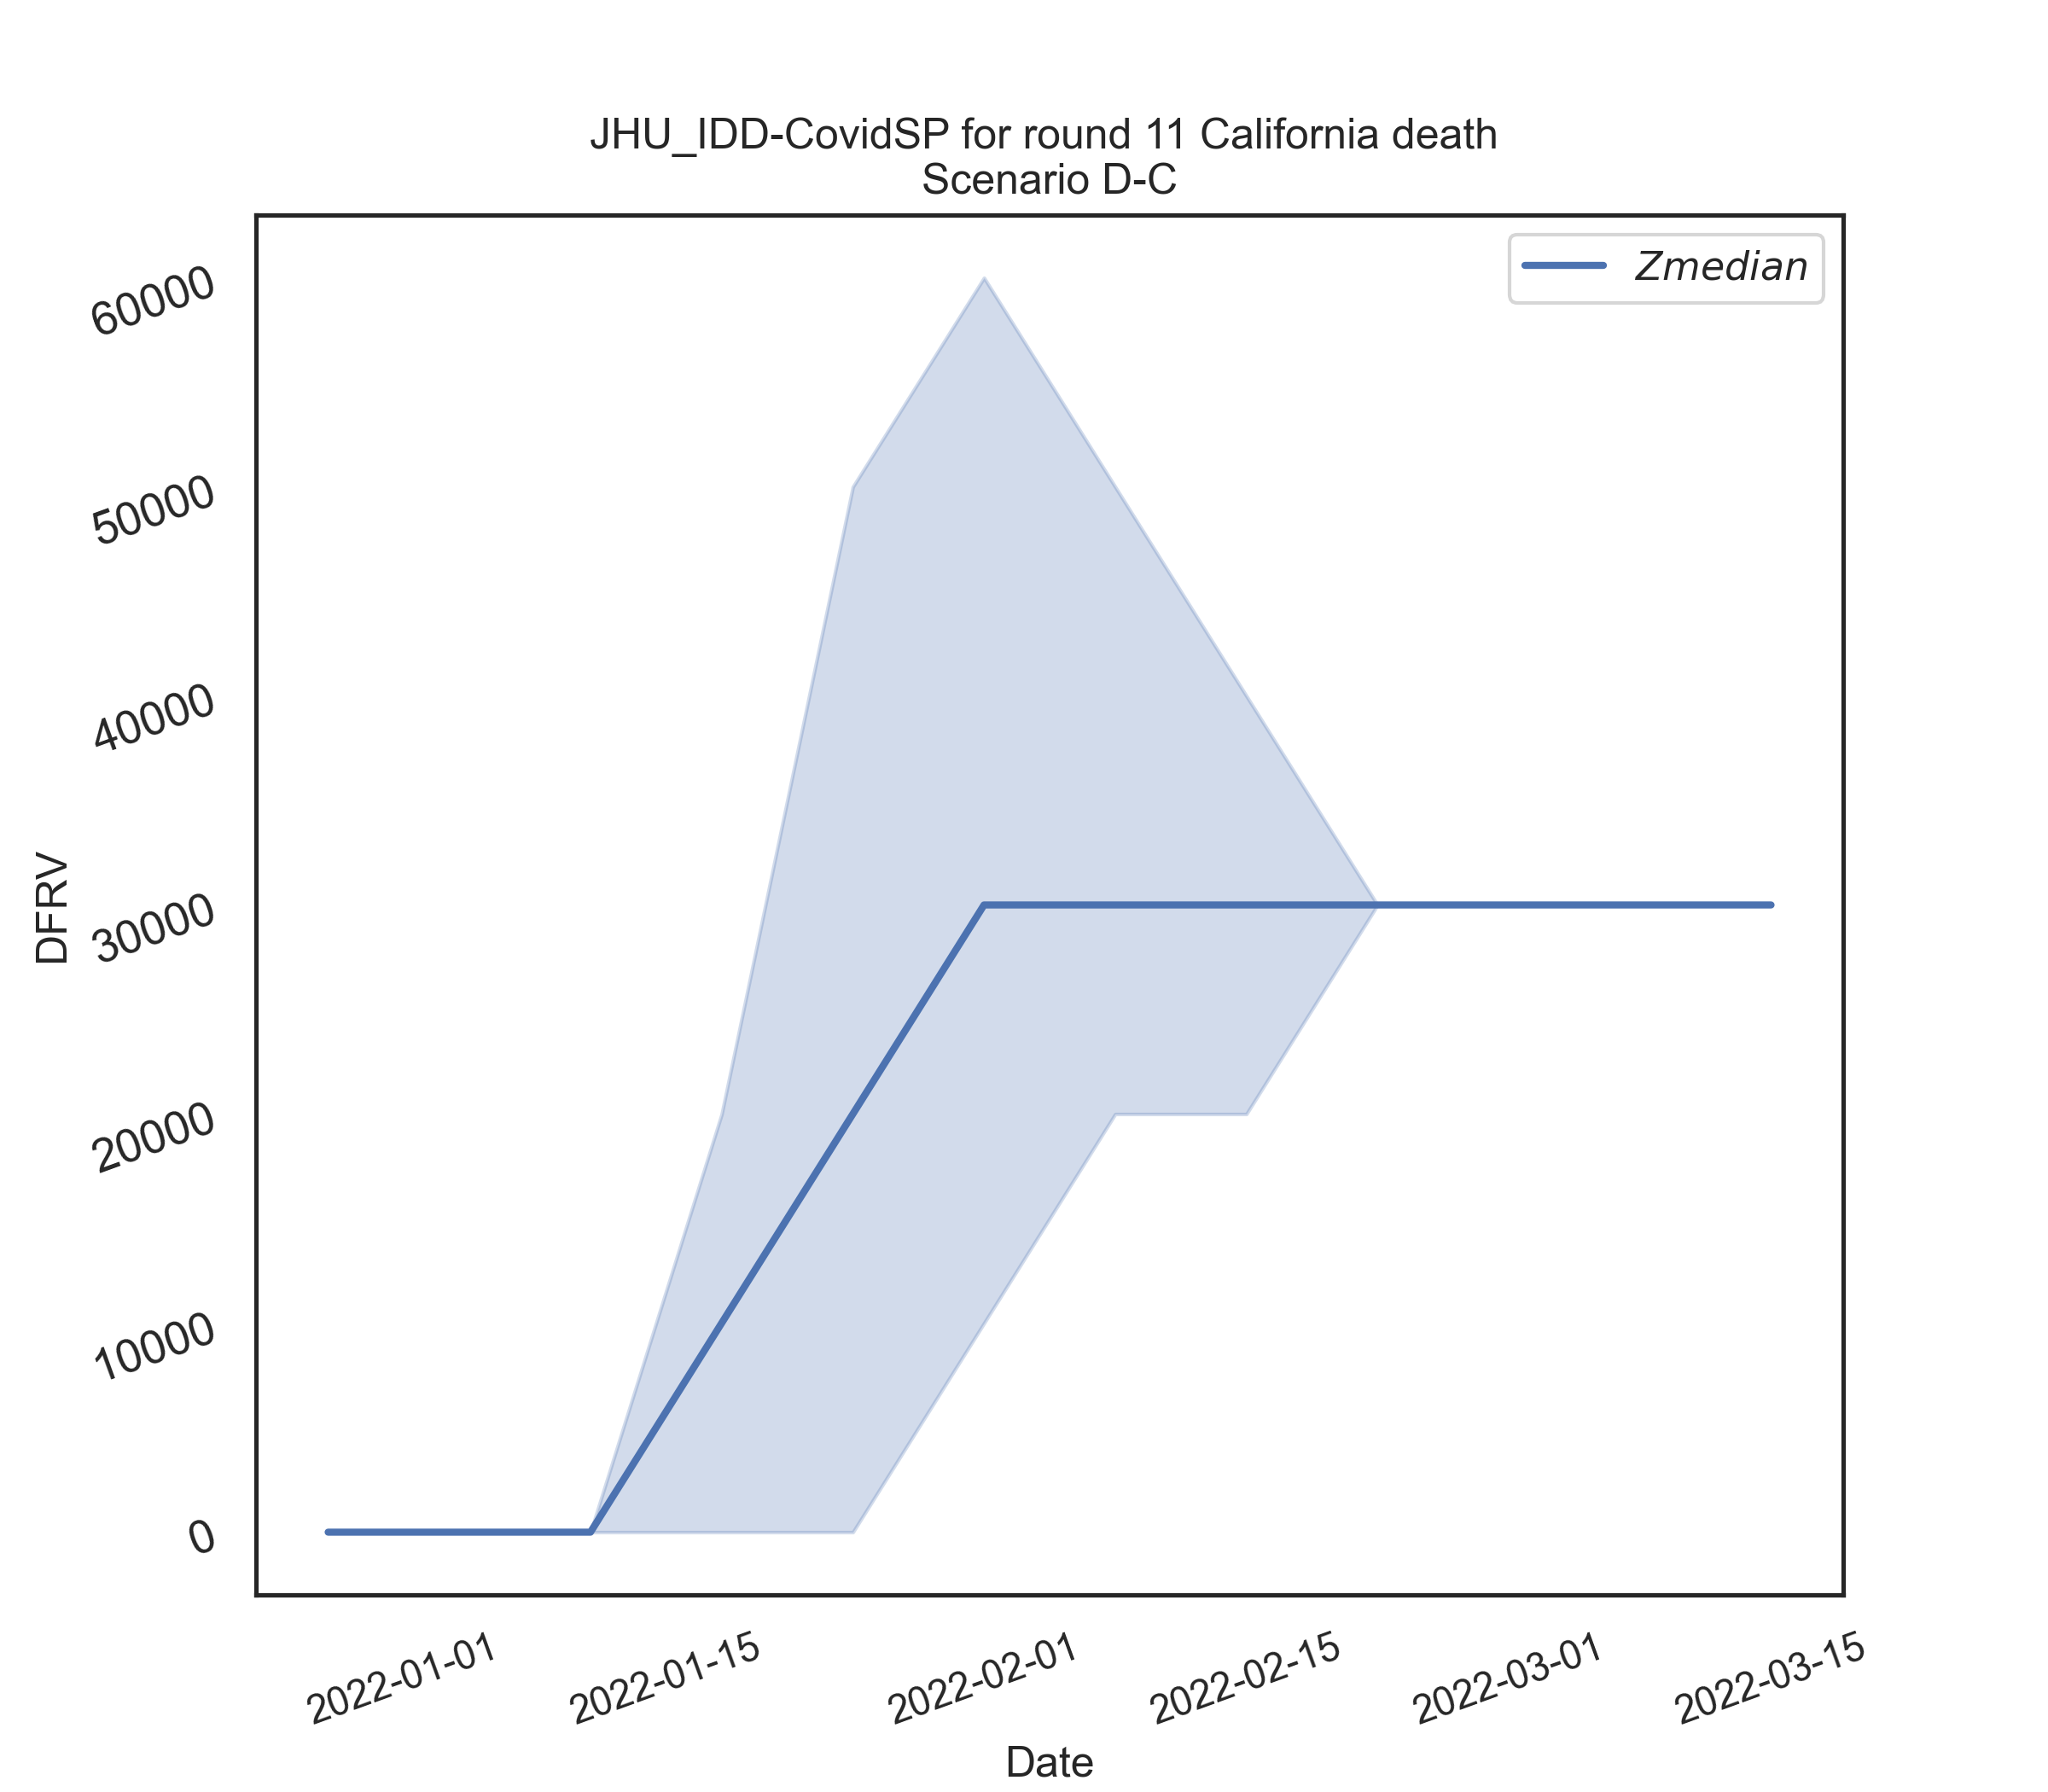 JHU_IDD-CovidSP for round 11 California death
Scenario D-C
Zmedian
60000
50000
40000
30000
20000
10000
0
DFRV
2022-01-01
2022-01-15
2022-02-01
2022-02-15
2022-03-01
2022-03-15
Date